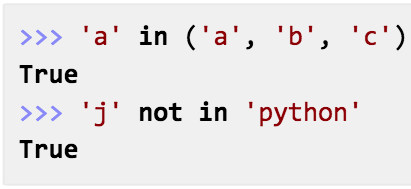 >>> 'a' in ('a', 'b', 'c')
True
>>> 'j' not in 'python'
True